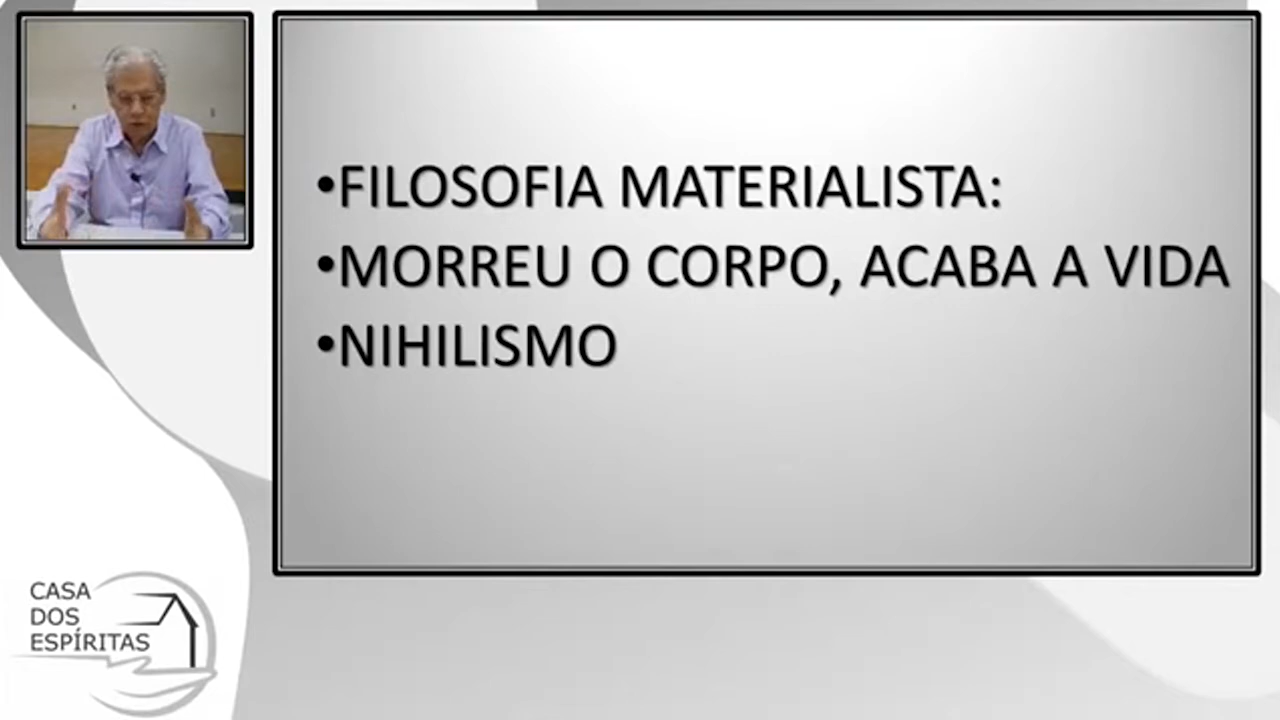 •FILOSOFIA MATERIALISTA:
•MORREU O CORPO, ACABA A VIDA
•NIHILISMO
CASA
DOS
ESPÍRITAS